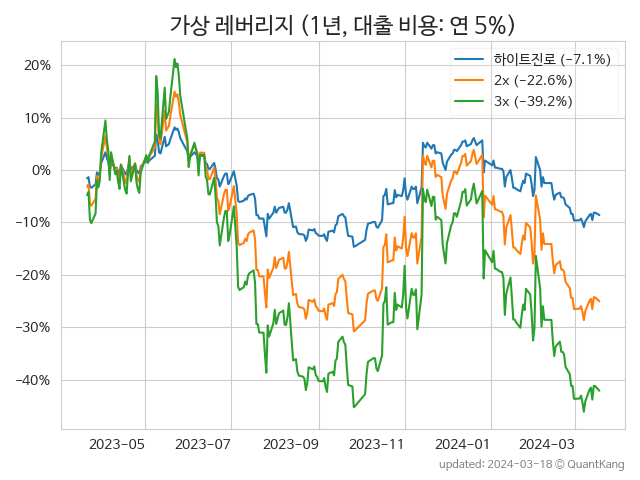 가상 레버리지 (1년, 대출 비용: 연 5%)
하이트진로 (−7.1%)
2x (−22.6%)
3x (−39.2%)
20%
10%
0%
−10%
−20%
−30%
−40%
2023−05
2023−07
2023−09
2023−11
2024−01
2024−03
updated: 2024-03-18 © QuantKang